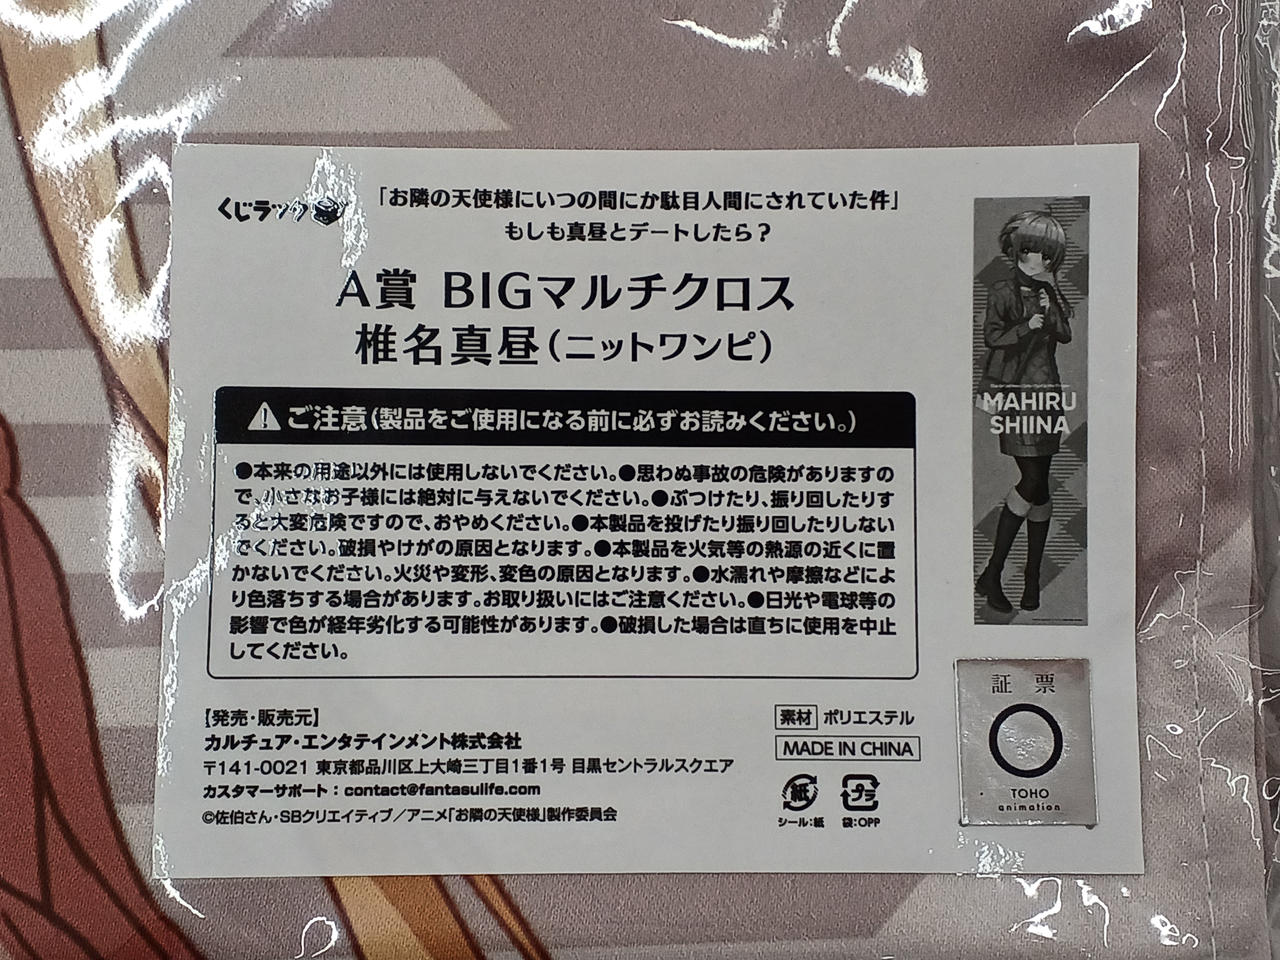 くじラック
「お隣の天使様にいつの間にか駄目人間にされていた件」
もしも真昼とデートしたら？
A賞 BIGマルチクロス
椎名真昼(ニットワンピ)
ご注意(製品をご使用になる前に必ずお読みください。)
●本来の用途以外には使用しないでください。●思わぬ事故の危険がありますの
で、小さなお子様には絶対に与えないでください。●ぶつけたり、振り回したりす
ると大変危険ですので、おやめください。●本製品を投げたり振り回したりしない
でください。破損やけがの原因となります。●本製品を火気等の熱源の近くに置
かないでください。火災や変形、変色の原因となります。●水濡れや摩擦などによ
り色落ちする場合があります。お取り扱いにはご注意ください。●日光や電球等の
影響で色が経年劣化する可能性があります。●破損した場合は直ちに使用を中止
してください。
【発売・販売元】
カルチュア・エンタテインメント株式会社
〒141-0021 東京都品川区上大崎三丁目1番1号 目黒セントラルスクエア
カスタマーサポート：contact@fantasulife.com
©佐伯さん・SBクリエイティブ／アニメ「お隣の天使様」製作委員会
素材 ポリエステル
MADE IN CHINA
紙 プラ
シール：紙 袋：OPP
MAHIRU
SHIINA
証 票
TOHO
animation